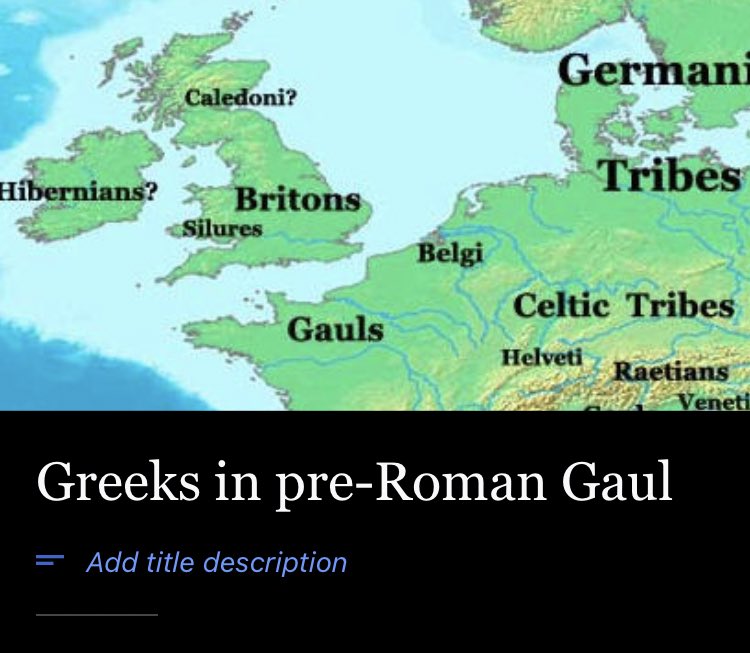 Germani
Caledoni?
Tribes
Hibernians?
Britons
Silures
Belgi
Celtic Tribes
Gauls
Helveti
Raetians
Veneti
Greeks in pre-Roman Gaul
Add title description